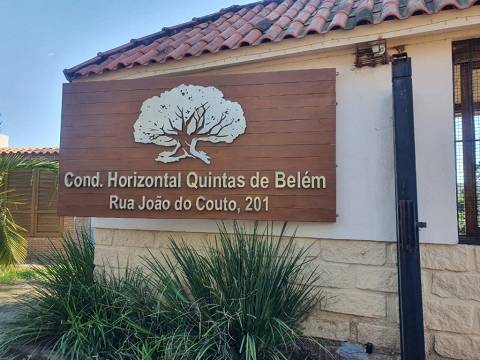 Cond. Horizontal Quintas de Belém
Rua João do Couto, 201